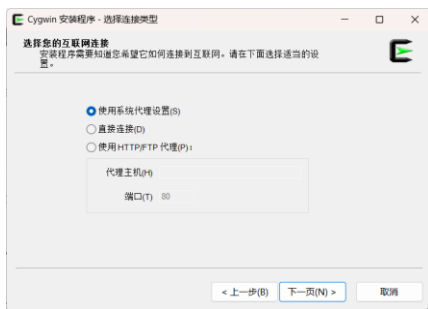 Cygwin 安装程序 - 选择连接类型
选择您的互联网连接
安装程序需要知道您希望它如何连接到互联网。请在下面选择适当的设
置。
使用系统代理设置(S)
直接连接(D)
使用 HTTP/FTP 代理(P)：
代理主机(H)
端口(T) 80
< 上一步(B) 下一页(N) > 取消